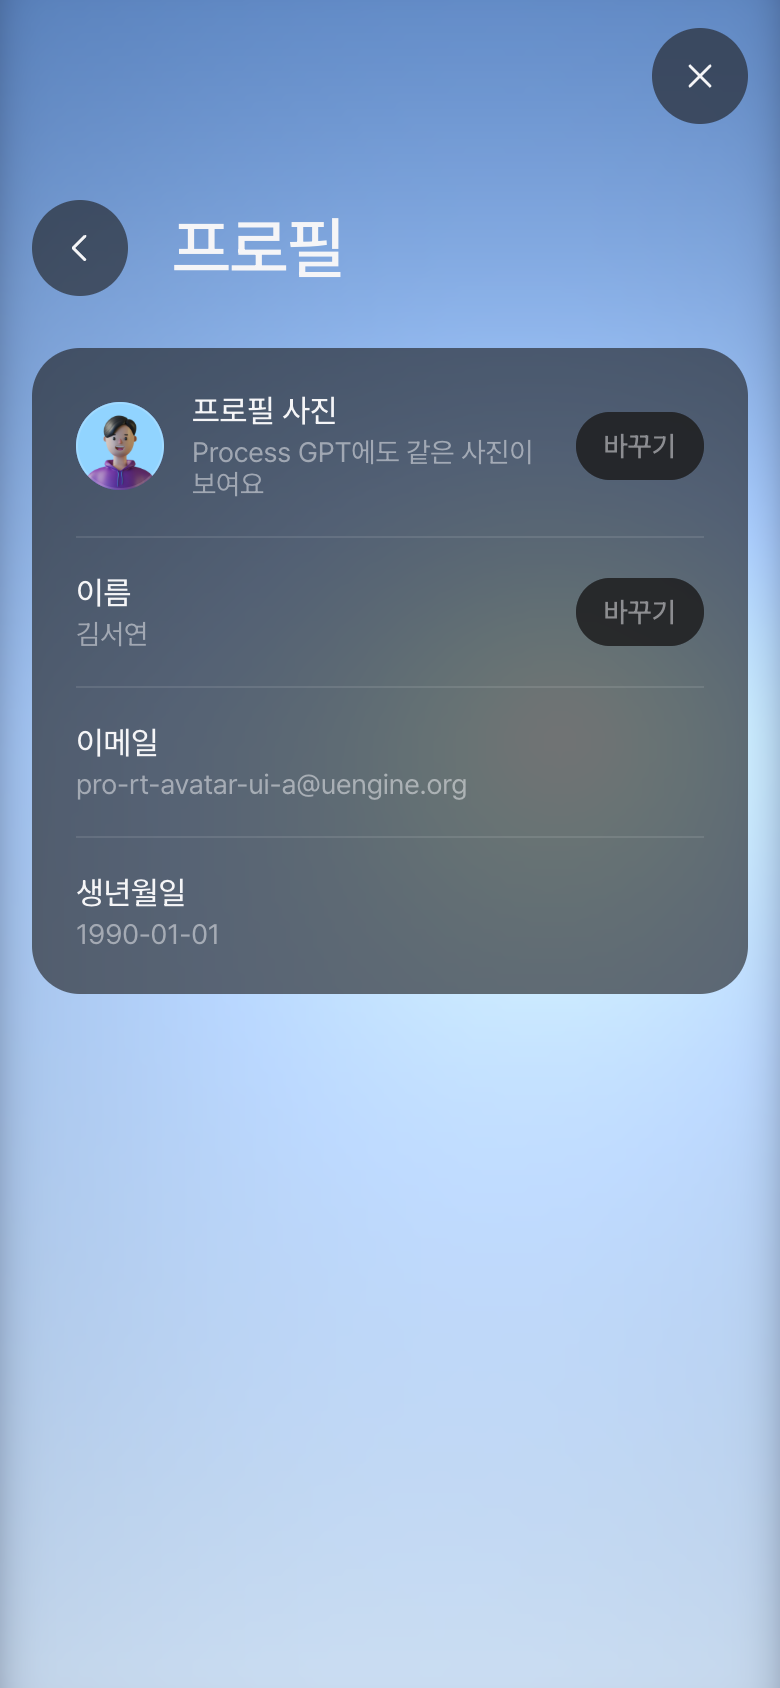 프로필
프로필 사진
Process GPT에도 같은 사진이
보여요
바꾸기
이름
김서연
바꾸기
이메일
pro-rt-avatar-ui-a@uengine.org
생년월일
1990-01-01